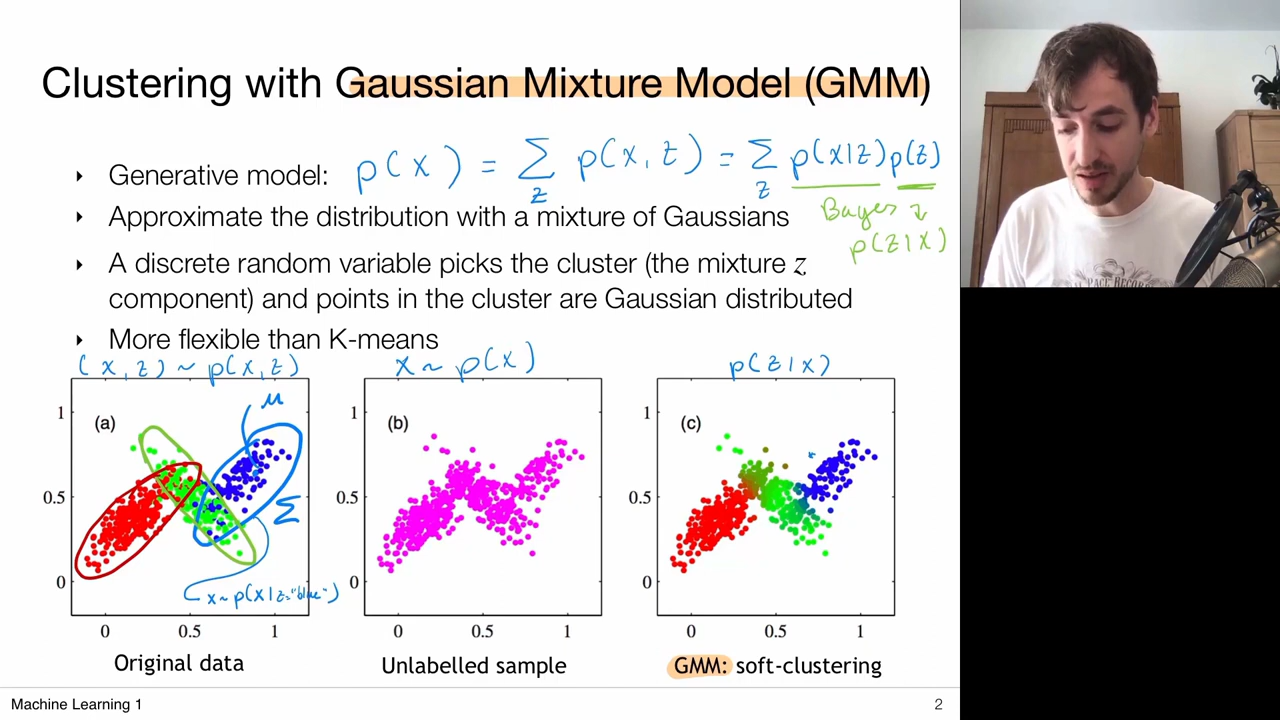 Clustering with Gaussian Mixture Model (GMM)
‣ Generative model: p(x) = ∑_z p(x,z) = ∑_z p(x|z)p(z)
‣ Approximate the distribution with a mixture of Gaussians
Bayes ↴
p(z|x)
‣ A discrete random variable picks the cluster (the mixture z
component) and points in the cluster are Gaussian distributed
‣ More flexible than K-means
(x,z) ~ p(x,z)
x ~ p(x)
p(z|x)
μ
(a)
(b)
(c)
1
0.5
0
Σ
x~p(x|z="blue")
0 0.5 1
1
0.5
0
0 0.5 1
1
0.5
0
0 0.5 1
Original data
Unlabelled sample
GMM: soft-clustering
Machine Learning 1
2